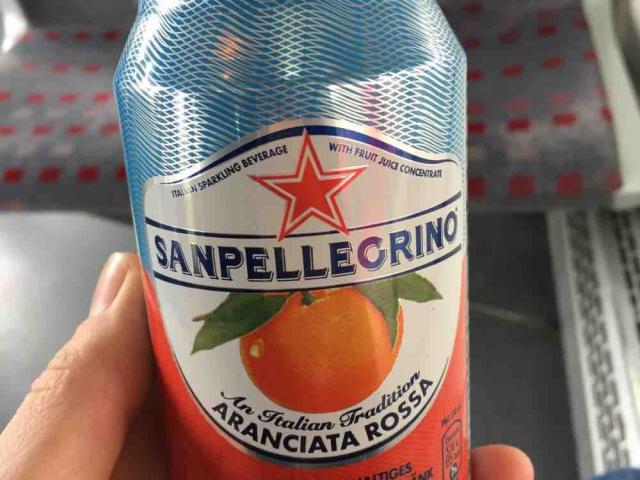 ITALIAN SPARKLING BEVERAGE WITH FRUIT JUICE CONCENTRATE
SANPELLEGRINO
An Italian Tradition
ARANCIATA ROSSA